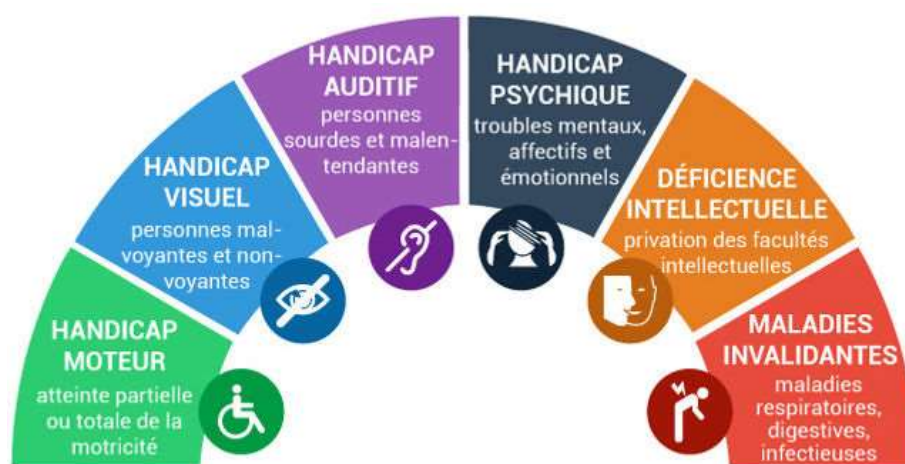 HANDICAP
MOTEUR
atteinte partielle
ou totale de la
motricité
HANDICAP
VISUEL
personnes mal-
voyantes et non-
voyantes
HANDICAP
AUDITIF
personnes
sourdes et malen-
tendantes
HANDICAP
PSYCHIQUE
troubles mentaux,
affectifs et
émotionnels
DÉFICIENCE
INTELLECTUELLE
privation des facultés
intellectuelles
MALADIES
INVALIDANTES
maladies
respiratoires,
digestives,
infectieuses